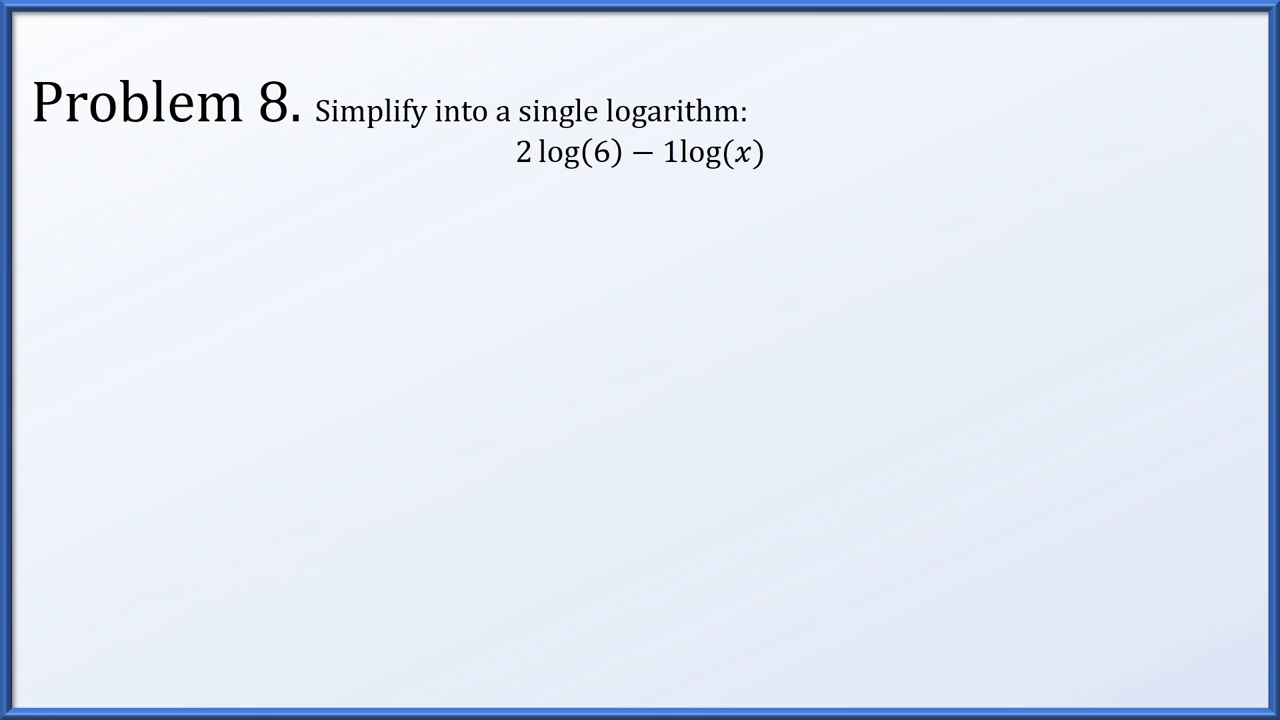 Problem 8. Simplify into a single logarithm:
2 log(6) − 1log(𝑥)